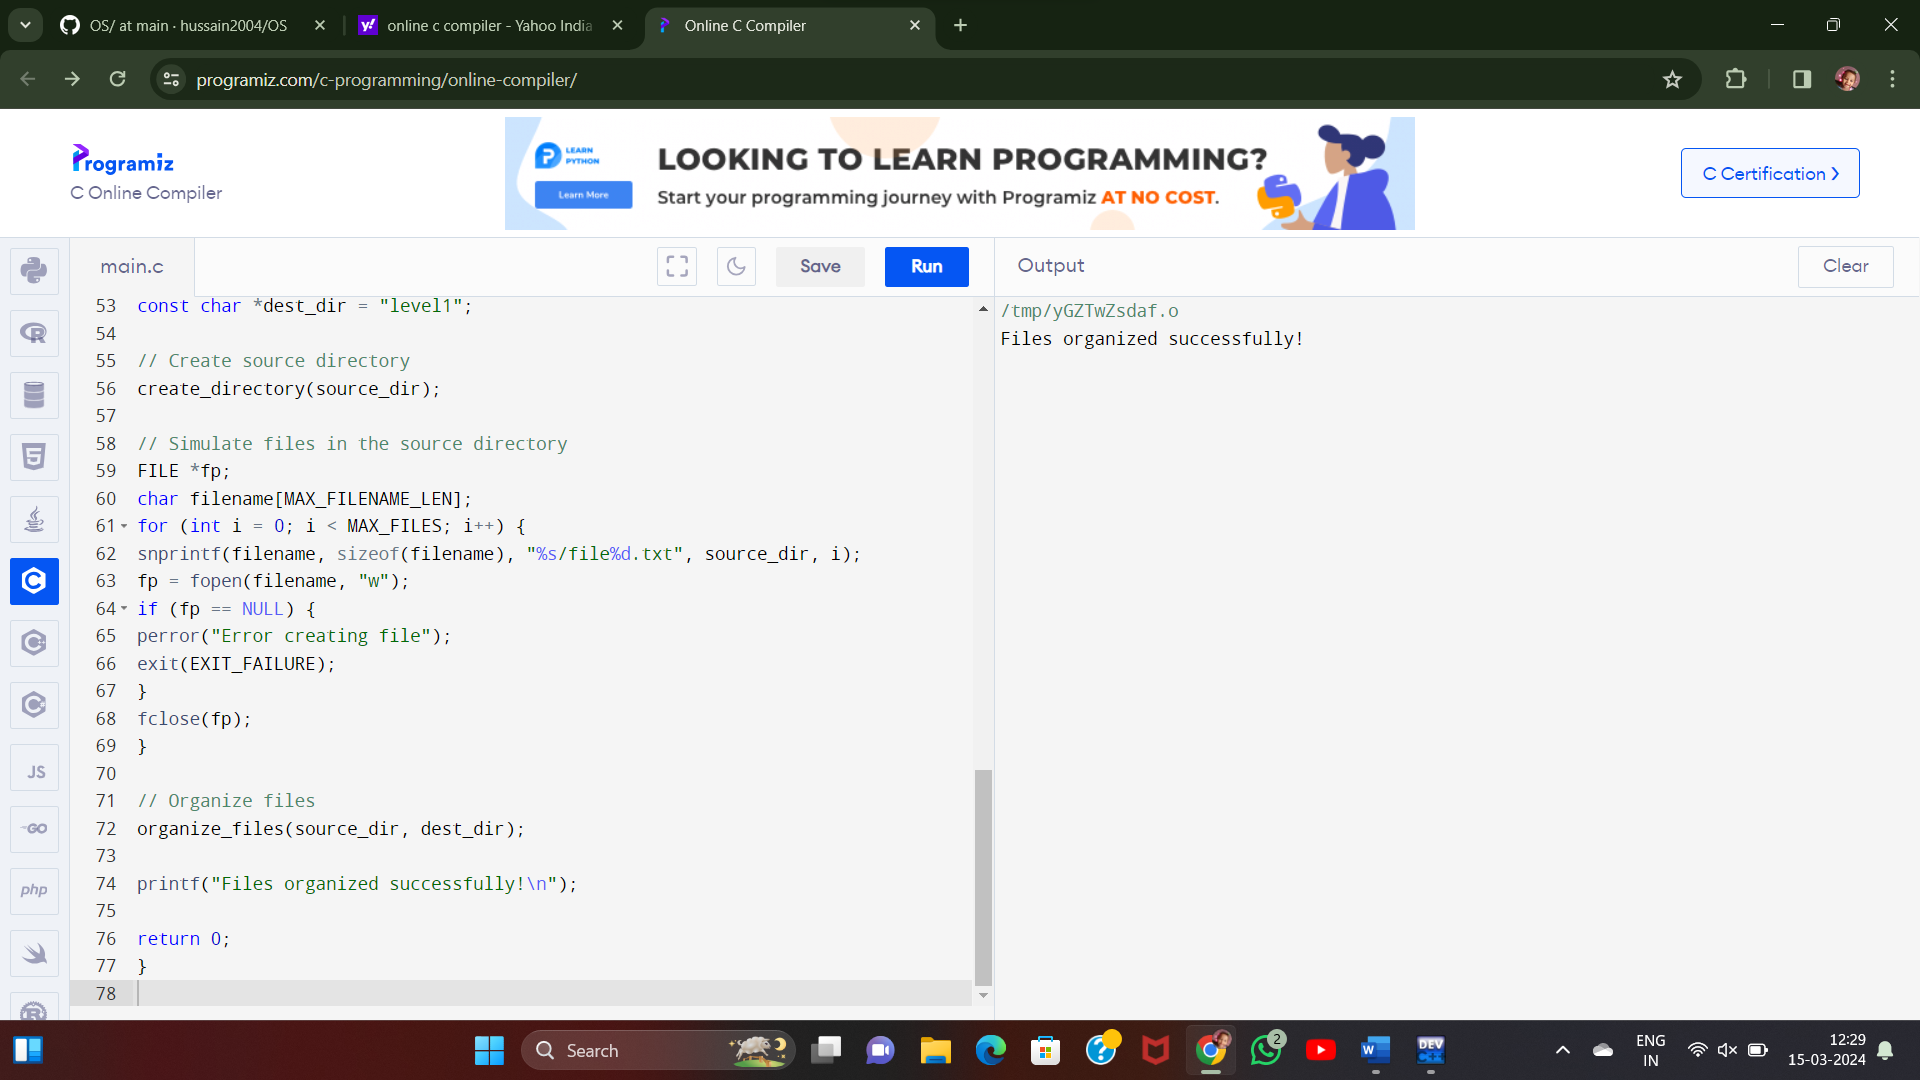 OS/ at main · hussain2004/OS
online c compiler - Yahoo India
Online C Compiler
programiz.com/c-programming/online-compiler/
Programiz
C Online Compiler
LEARN
PYTHON
Learn More
LOOKING TO LEARN PROGRAMMING?
Start your programming journey with Programiz AT NO COST.
C Certification
main.c
Save
Run
Output
Clear
53 const char *dest_dir = "level1";
54
55 // Create source directory
56 create_directory(source_dir);
57
58 // Simulate files in the source directory
59 FILE *fp;
60 char filename[MAX_FILENAME_LEN];
61 for (int i = 0; i < MAX_FILES; i++) {
62 snprintf(filename, sizeof(filename), "%s/file%d.txt", source_dir, i);
63 fp = fopen(filename, "w");
64 if (fp == NULL) {
65 perror("Error creating file");
66 exit(EXIT_FAILURE);
67 }
68 fclose(fp);
69 }
70
71 // Organize files
72 organize_files(source_dir, dest_dir);
73
74 printf("Files organized successfully!\n");
75
76 return 0;
77 }
78
/tmp/yGZTwZsdaf.o
Files organized successfully!
JS
GO
php
Search
2
DEV
C++
ENG
IN
12:29
15-03-2024